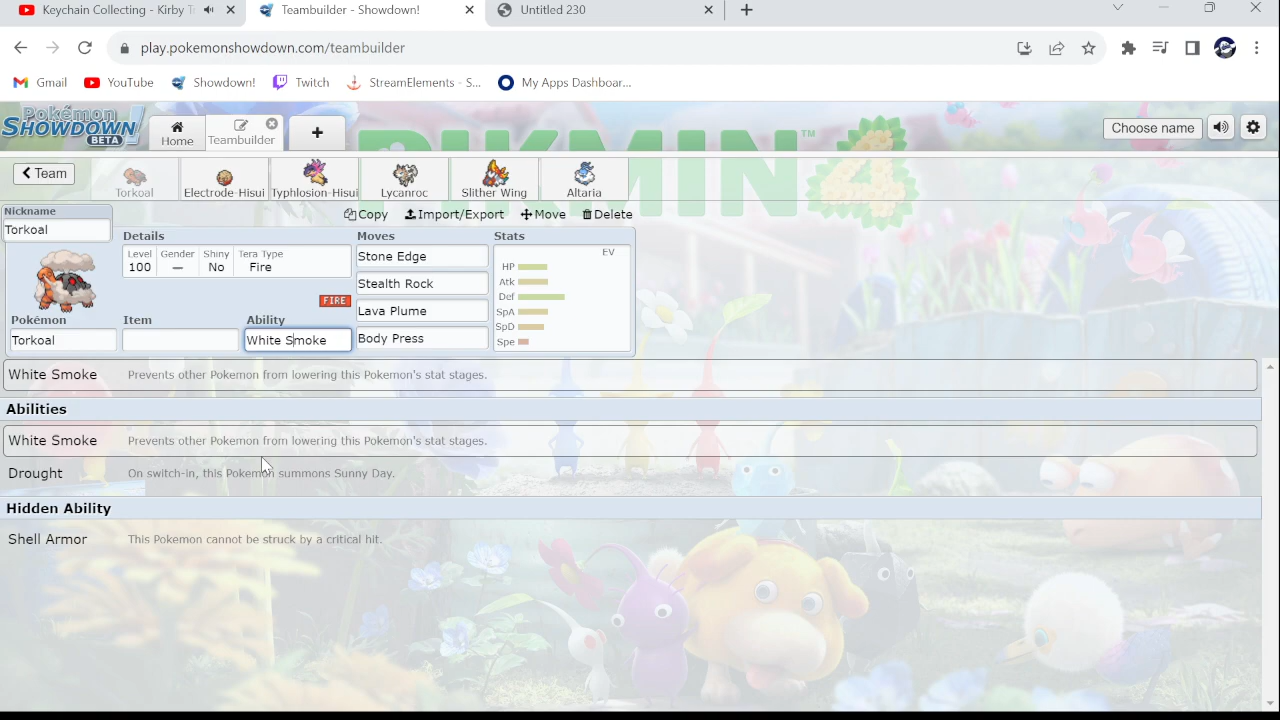 Keychain Collecting - Kirby T
Teambuilder - Showdown!
Untitled 230
play.pokemonshowdown.com/teambuilder
Gmail
YouTube
Showdown!
Twitch
StreamElements - S...
My Apps Dashboar...
Pokémon
SHOWDOWN!
BETA
Home
Teambuilder
Choose name
PIKMIN™ 4
Team
Torkoal
Electrode-Hisui
Typhlosion-Hisui
Lycanroc
Slither Wing
Altaria
Nickname
Torkoal
Copy
Import/Export
Move
Delete
Details
Moves
Stats
Level
100
Gender
—
Shiny
No
Tera Type
Fire
FIRE
Stone Edge
Stealth Rock
Lava Plume
Body Press
EV
HP
Atk
Def
SpA
SpD
Spe
Pokémon
Torkoal
Item
Ability
White Smoke
White Smoke Prevents other Pokemon from lowering this Pokemon's stat stages.
Abilities
White Smoke Prevents other Pokemon from lowering this Pokemon's stat stages.
Drought On switch-in, this Pokemon summons Sunny Day.
Hidden Ability
Shell Armor This Pokemon cannot be struck by a critical hit.